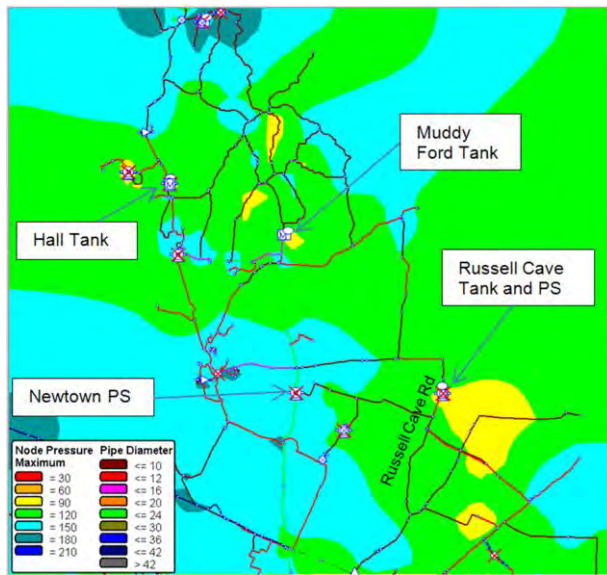 Muddy
Ford Tank
Hall Tank
Russell Cave
Tank and PS
Newtown PS
Russell Cave Rd
Node Pressure
Maximum
= 30
= 60
= 90
= 120
= 150
= 180
= 210
Pipe Diameter
<= 10
<= 12
<= 16
<= 20
<= 24
<= 30
<= 36
<= 42
> 42